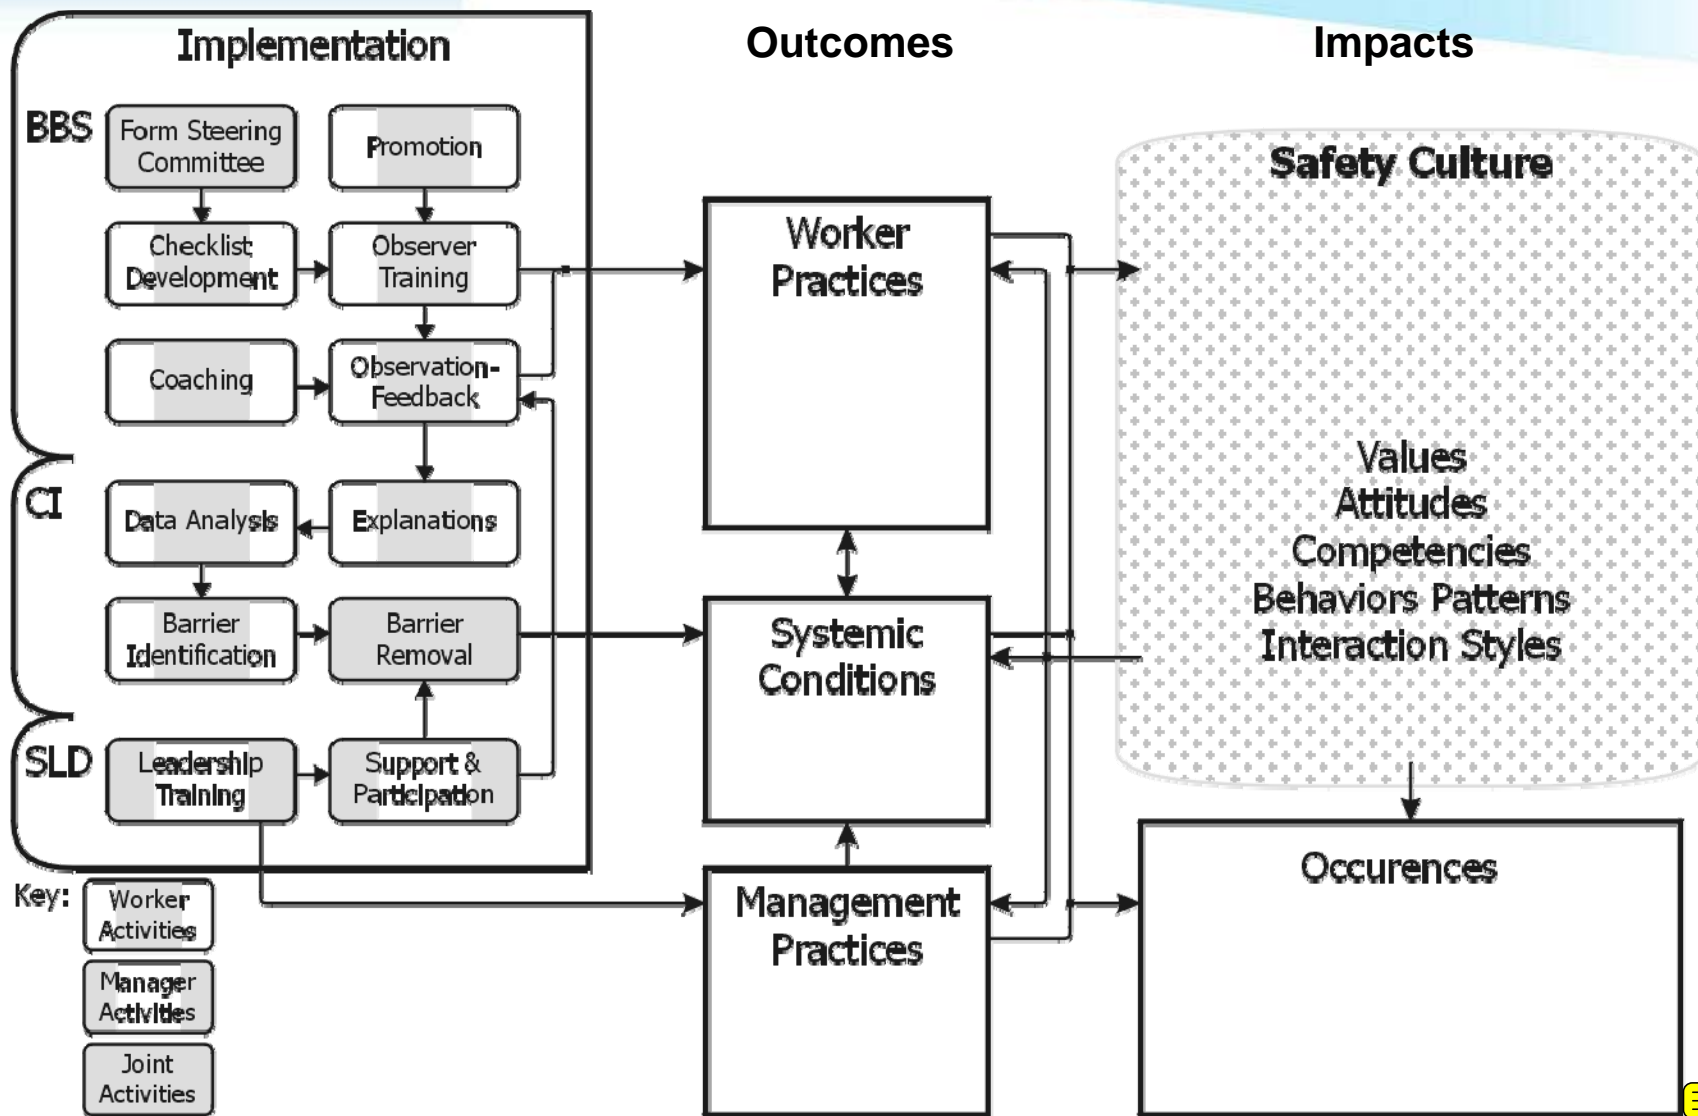 Implementation
Outcomes
Impacts
BBS
Form Steering
Committee
Promotion
Checklist
Development
Observer
Training
Coaching
Observation-
Feedback
CI
Data Analysis
Explanations
Barrier
Identification
Barrier
Removal
SLD
Leadership
Training
Support &
Participation
Key:
Worker
Activities
Manager
Activities
Joint
Activities
Worker
Practices
Systemic
Conditions
Management
Practices
Safety Culture
Values
Attitudes
Competencies
Behaviors Patterns
Interaction Styles
Occurences